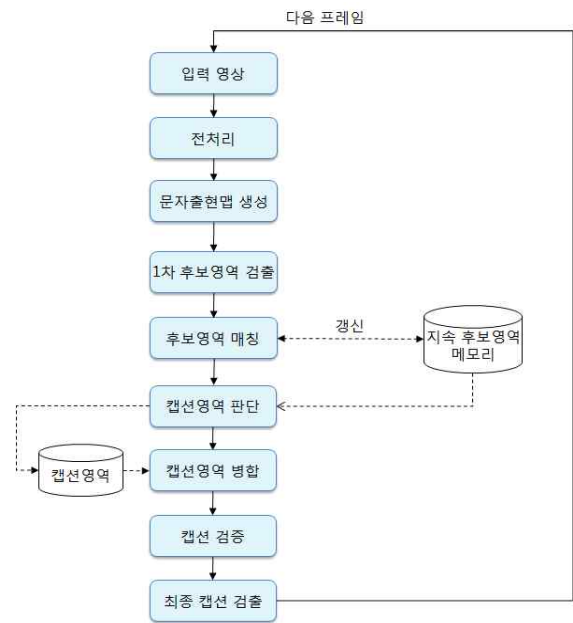 다음 프레임
입력 영상
전처리
문자출현맵 생성
1차 후보영역 검출
후보영역 매칭
갱신
지속 후보영역
메모리
캡션영역 판단
캡션영역
캡션영역 병합
캡션 검증
최종 캡션 검출